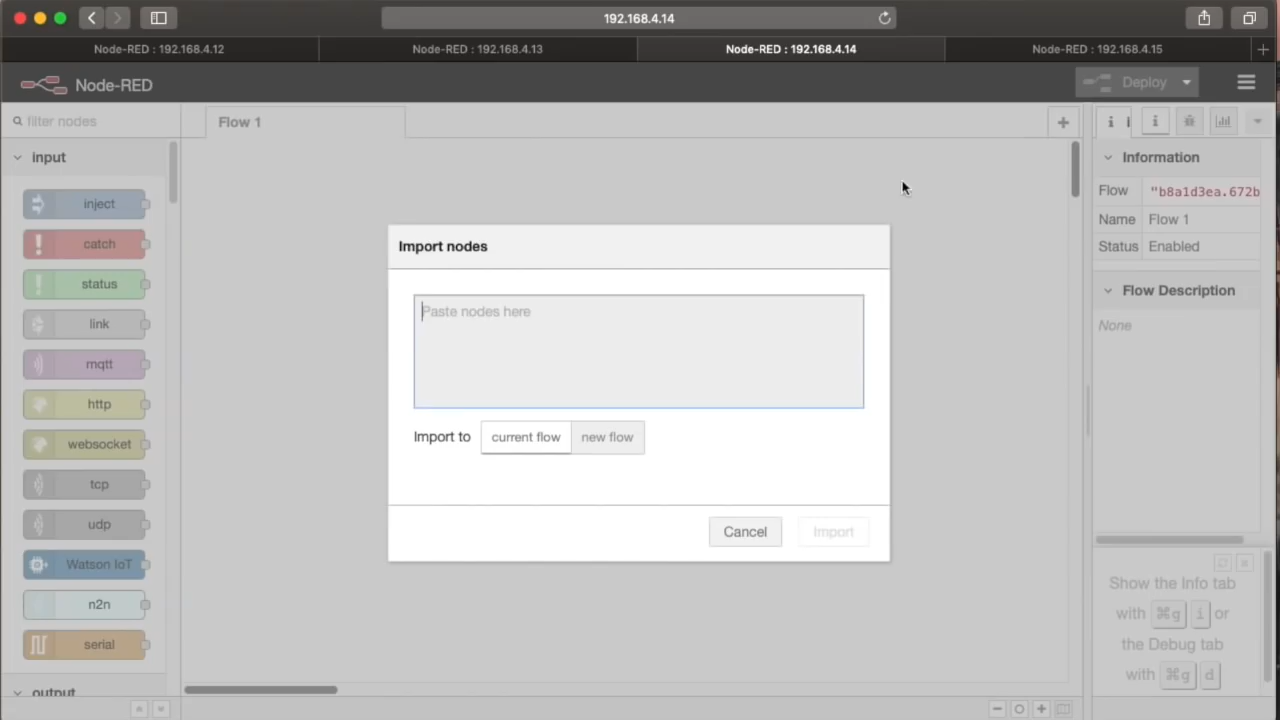 192.168.4.14
Node-RED : 192.168.4.12
Node-RED : 192.168.4.13
Node-RED : 192.168.4.14
Node-RED : 192.168.4.15
Node-RED
Deploy
filter nodes
Flow 1
input
inject
catch
status
link
mqtt
http
websocket
tcp
udp
Watson IoT
n2n
serial
output
Import nodes
Paste nodes here
Import to current flow new flow
Cancel Import
Information
Flow "b8a1d3ea.672b
Name Flow 1
Status Enabled
Flow Description
None
Show the Info tab
with ⌘g i or
the Debug tab
with ⌘g d